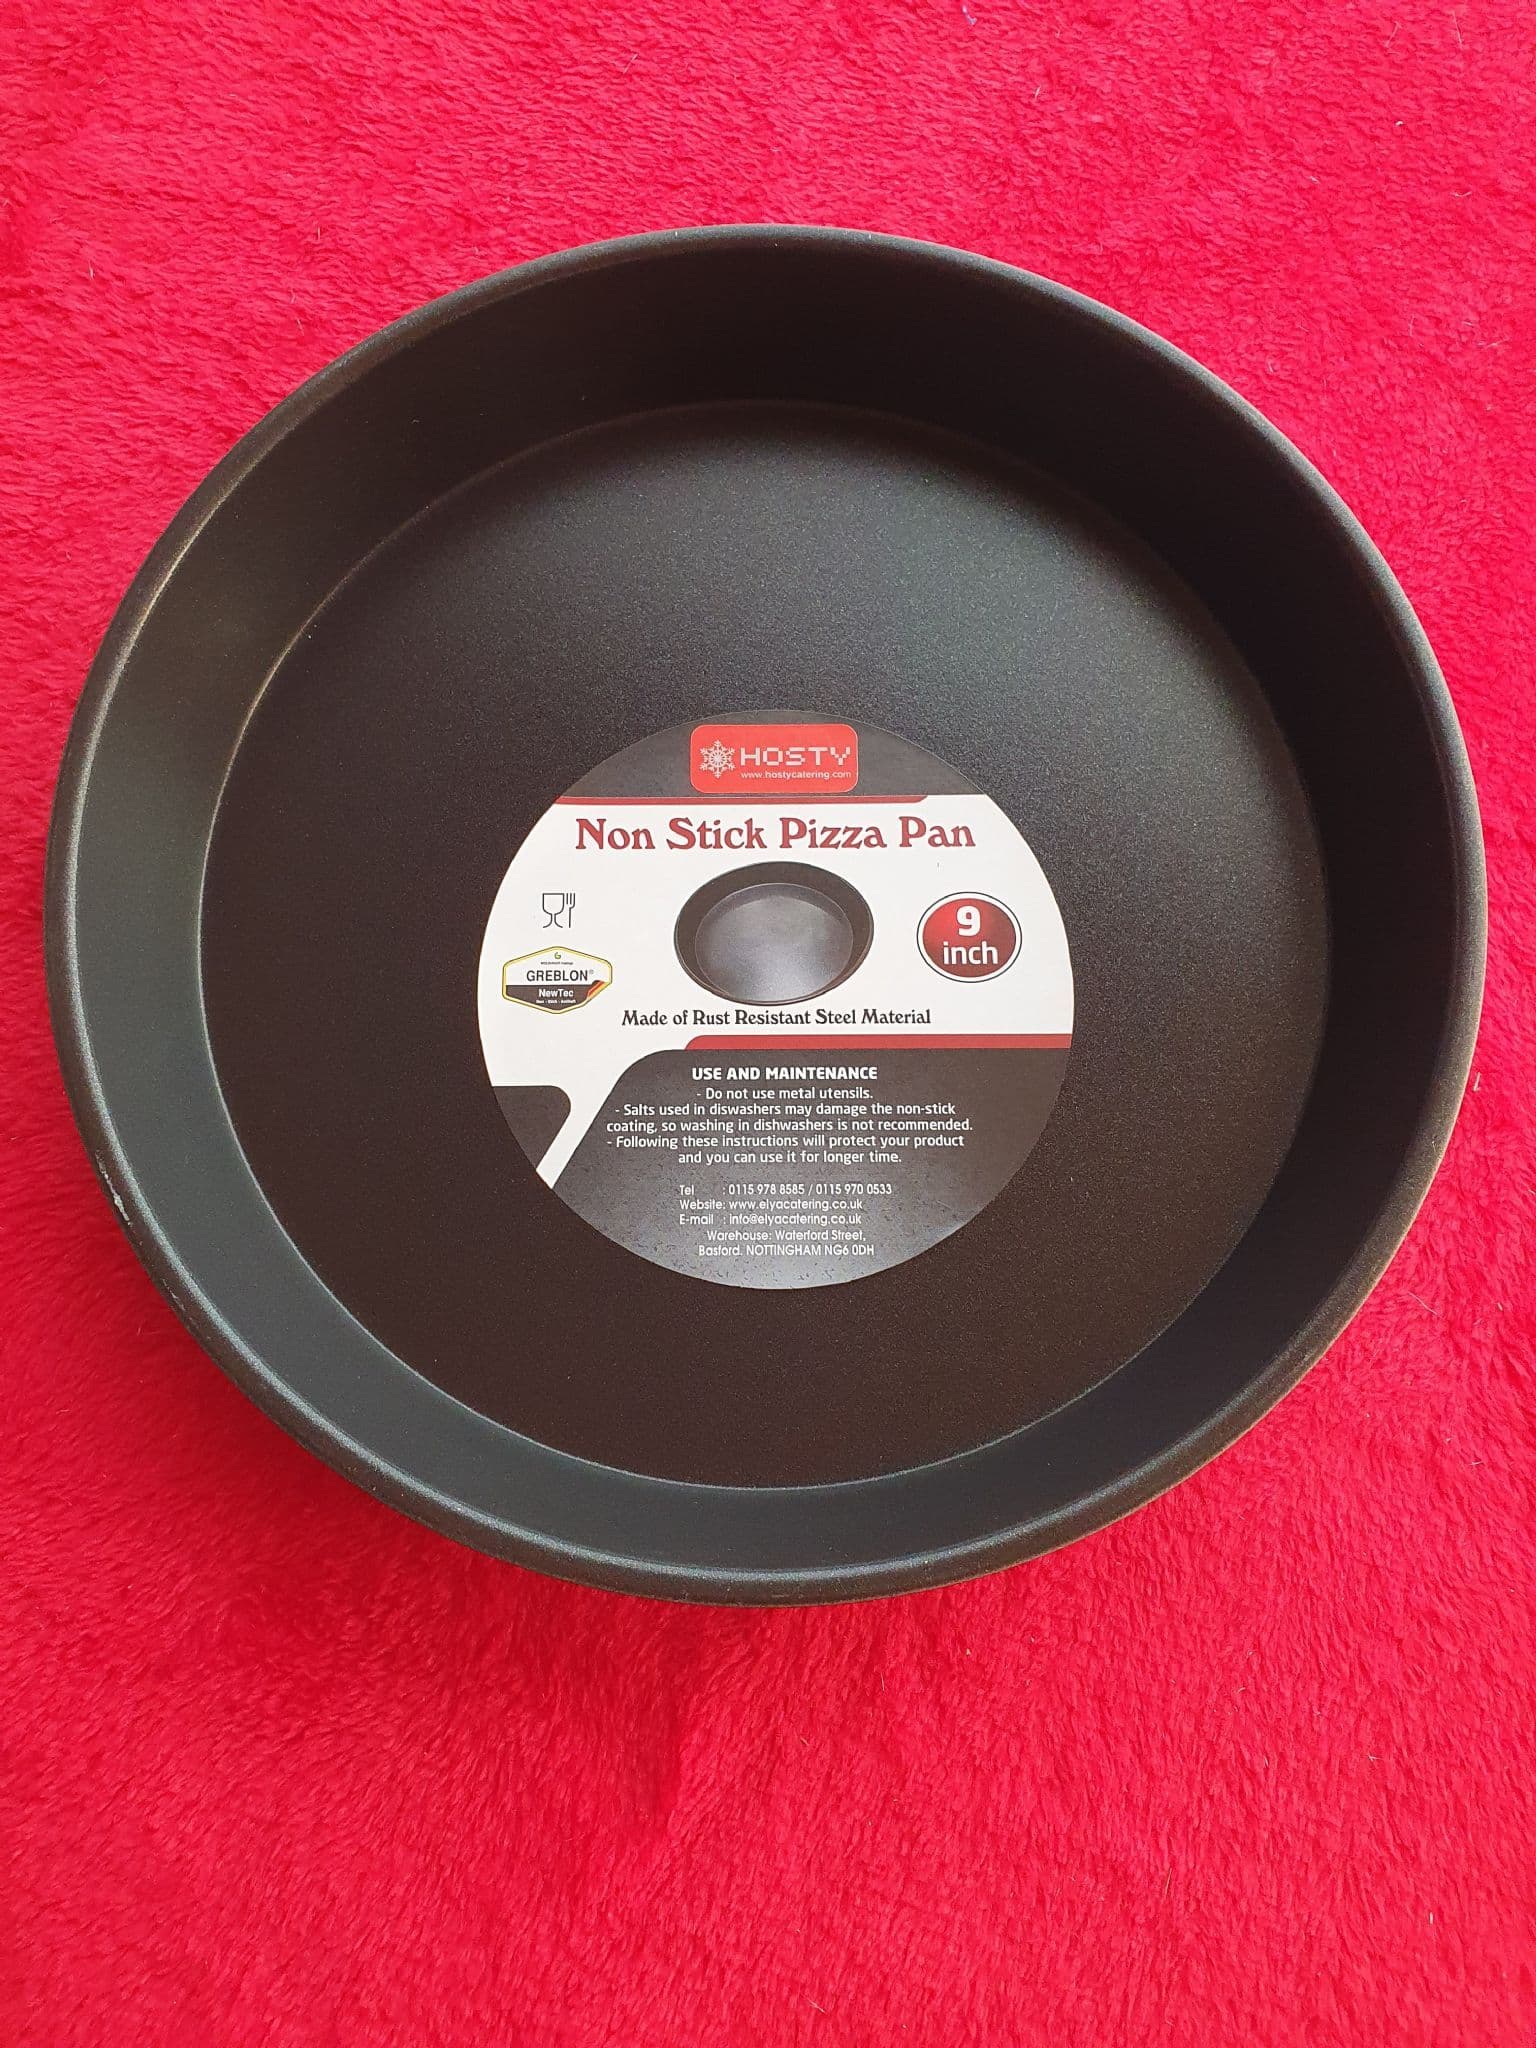 HOSTY
www.hostycatering.com
Non Stick Pizza Pan
9
inch
GREBLON®
NewTec
Made of Rust Resistant Steel Material
USE AND MAINTENANCE
- Do not use metal utensils.
- Salts used in diswashers may damage the non-stick
coating, so washing in dishwashers is not recommended.
- Following these instructions will protect your product
and you can use it for longer time.
Tel : 0115 978 8585 / 0115 970 0533
Website: www.elyacatering.co.uk
E-mail : info@elyacatering.co.uk
Warehouse: Waterford Street,
Basford. NOTTINGHAM NG6 0DH